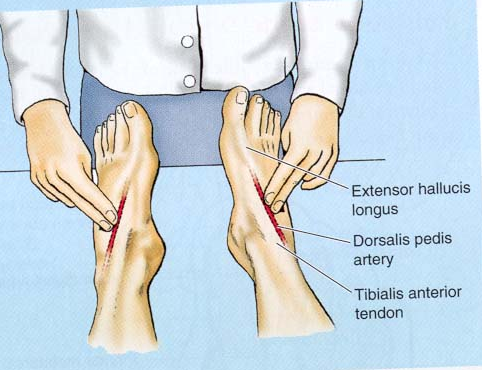 Extensor hallucis
longus
Dorsalis pedis
artery
Tibialis anterior
tendon